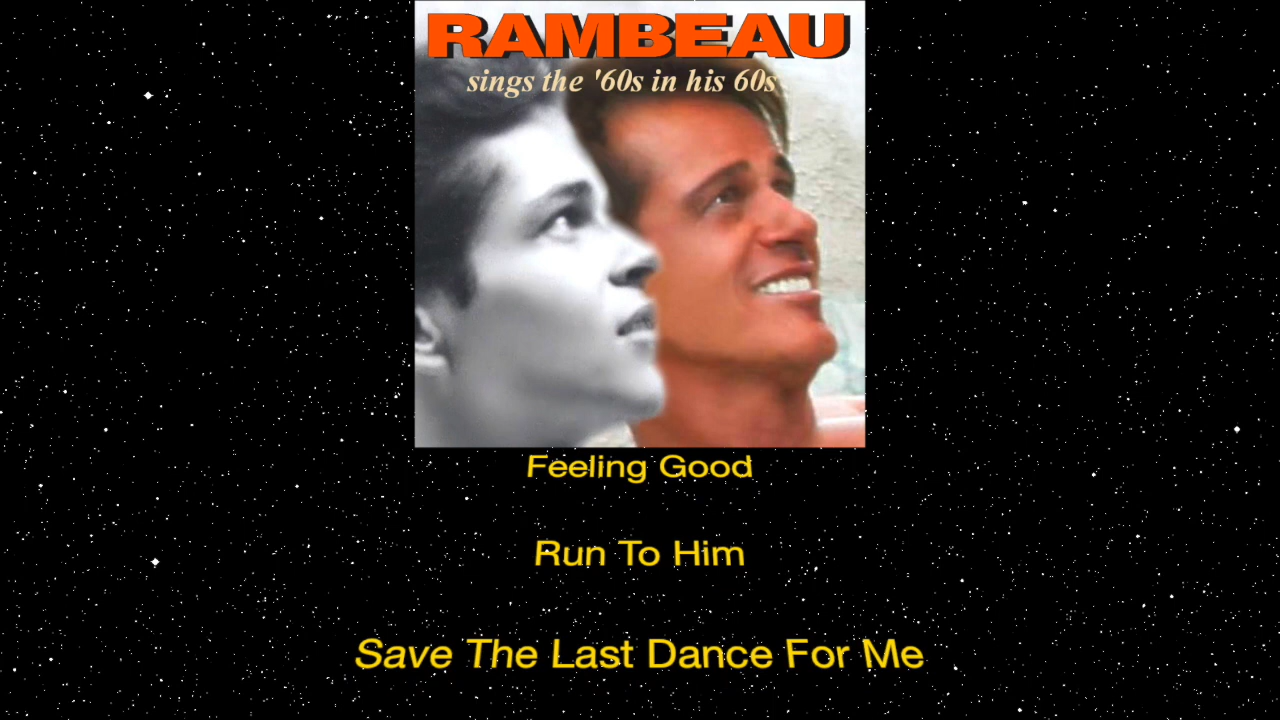 RAMBEAU
sings the '60s in his 60s
Feeling Good
Run To Him
Save The Last Dance For Me